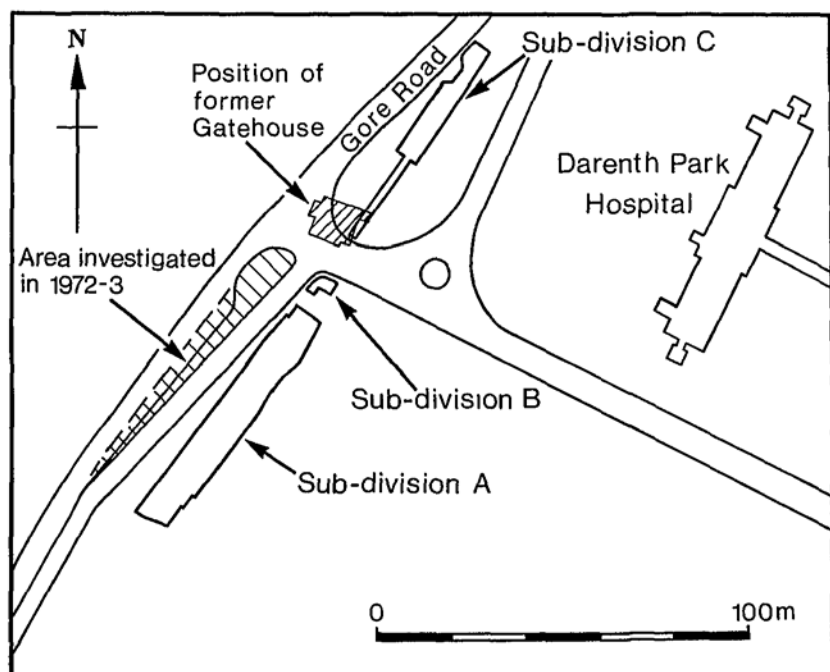 N
Sub-division C
Position of
former
Gatehouse
Gore Road
Darenth Park
Hospital
Area investigated
in 1972-3
Sub-division B
Sub-division A
0
100m